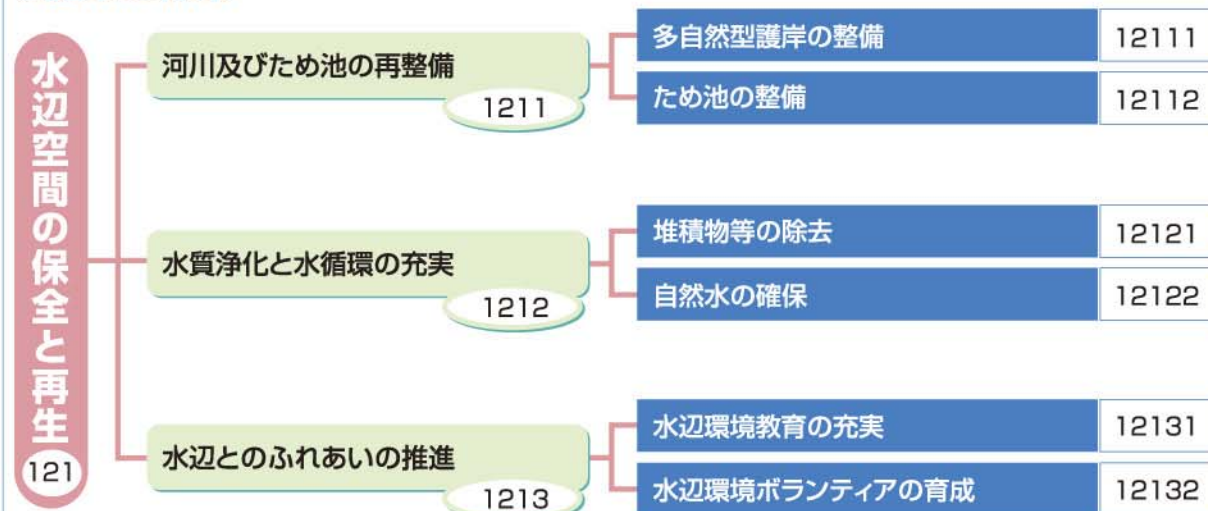 水辺空間の保全と再生
121
河川及びため池の再整備
1211
多自然型護岸の整備
12111
ため池の整備
12112
水質浄化と水循環の充実
1212
堆積物等の除去
12121
自然水の確保
12122
水辺とのふれあいの推進
1213
水辺環境教育の充実
12131
水辺環境ボランティアの育成
12132